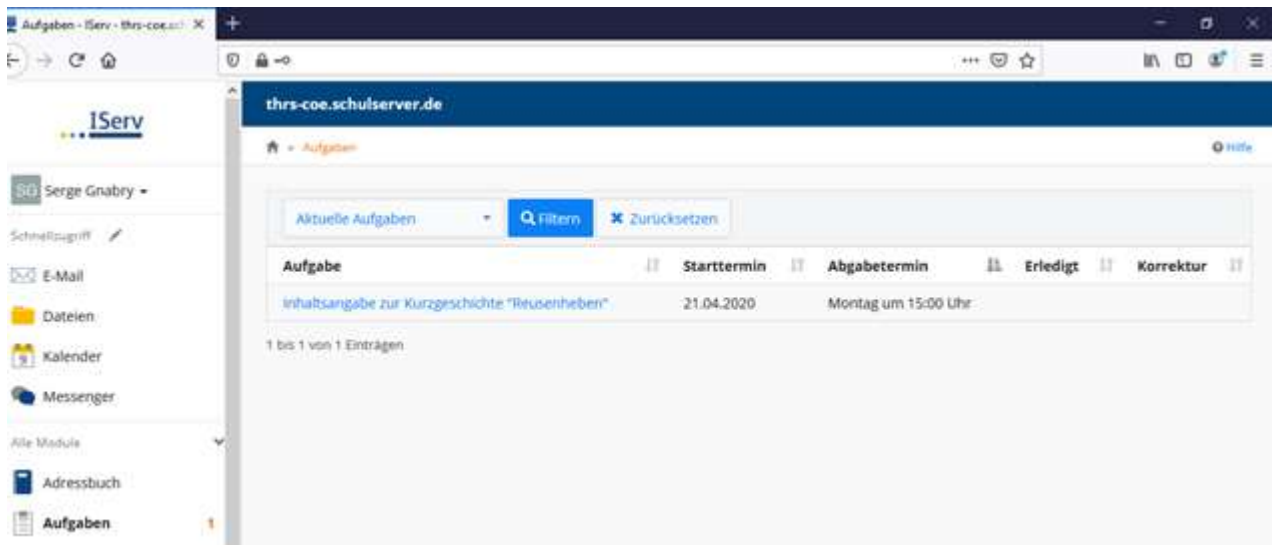 Aufgaben - IServ - thrs-coe.sch
thrs-coe.schulserver.de
IServ
Aufgaben
Hilfe
SG Serge Gnabry
Aktuelle Aufgaben Filtern Zurücksetzen
Schnellzugriff
E-Mail
Aufgabe Starttermin Abgabetermin Erledigt Korrektur
Inhaltsangabe zur Kurzgeschichte "Reusenheben" 21.04.2020 Montag um 15:00 Uhr
Dateien
1 bis 1 von 1 Einträgen
Kalender
Messenger
Alle Module
Adressbuch
Aufgaben 1